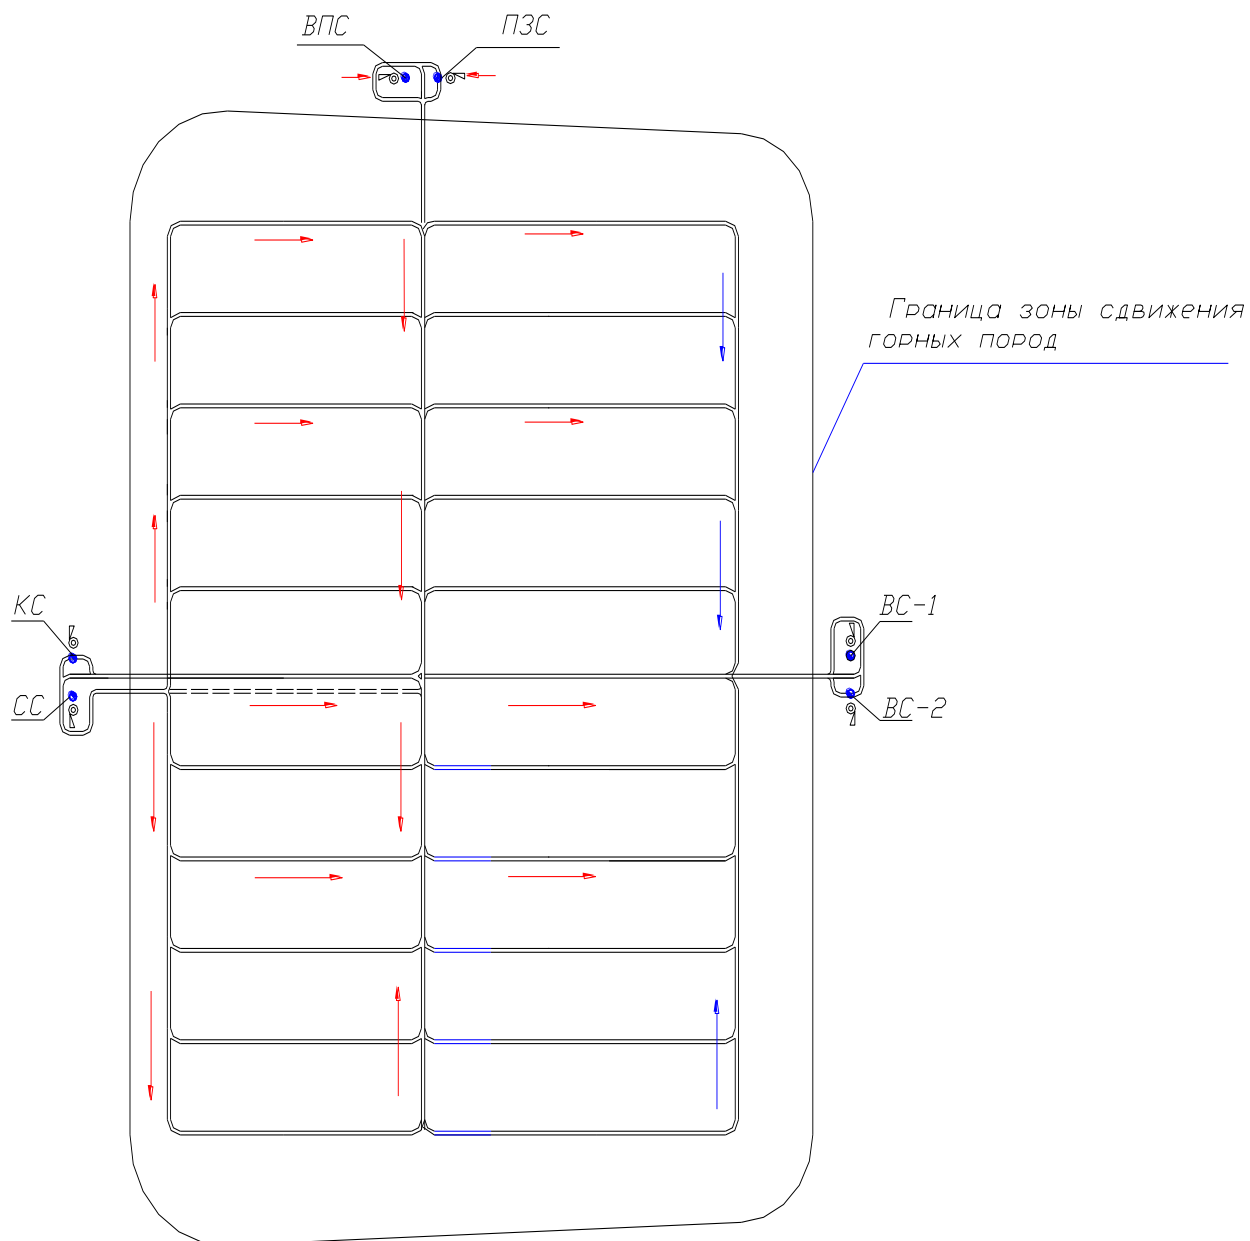 ВПС
ПЗС
Граница зоны сдвижения
горных пород
КС
ВС-1
СС
ВС-2